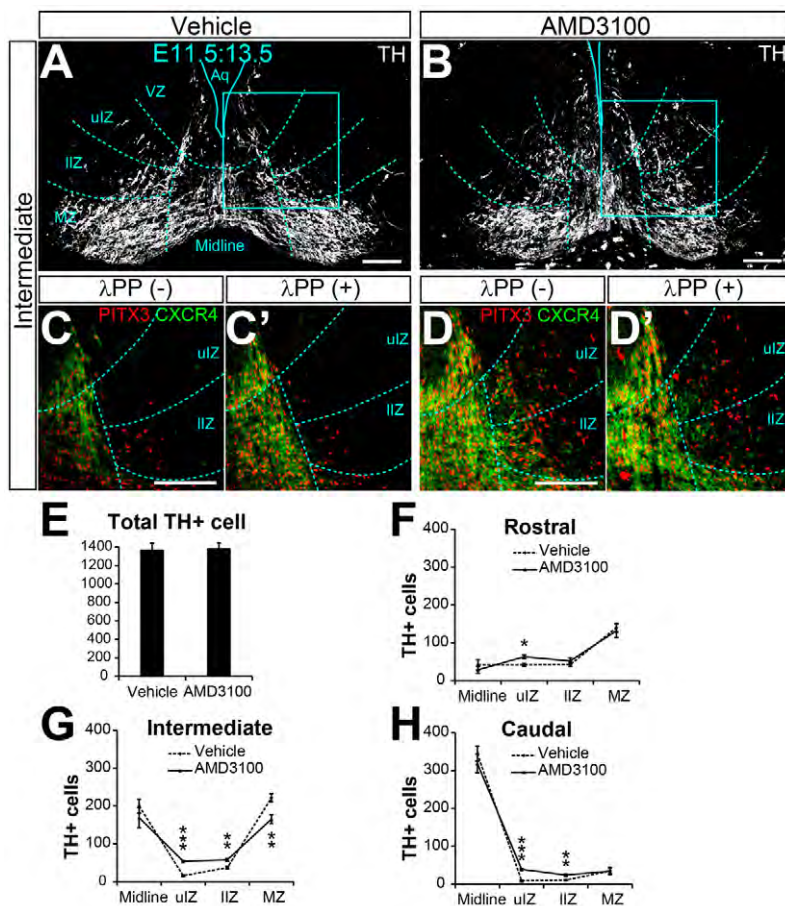 Vehicle
AMD3100
Intermediate
A
E11.5:13.5
TH
Aq
VZ
uIZ
lIZ
MZ
Midline
B
TH
λPP (-)
λPP (+)
λPP (-)
λPP (+)
C
PITX3 CXCR4
uIZ
lIZ
C'
uIZ
lIZ
D
PITX3 CXCR4
uIZ
lIZ
D'
uIZ
lIZ
E
Total TH+ cell
1400
1200
1000
800
600
400
200
0
Vehicle AMD3100
F
Rostral
Vehicle
AMD3100
TH+ cells
400
300
200
100
0
*
Midline uIZ lIZ MZ
G
Intermediate
Vehicle
AMD3100
TH+ cells
400
300
200
100
0
***
**
**
Midline uIZ lIZ MZ
H
Caudal
Vehicle
AMD3100
TH+ cells
400
300
200
100
0
***
**
Midline uIZ lIZ MZ